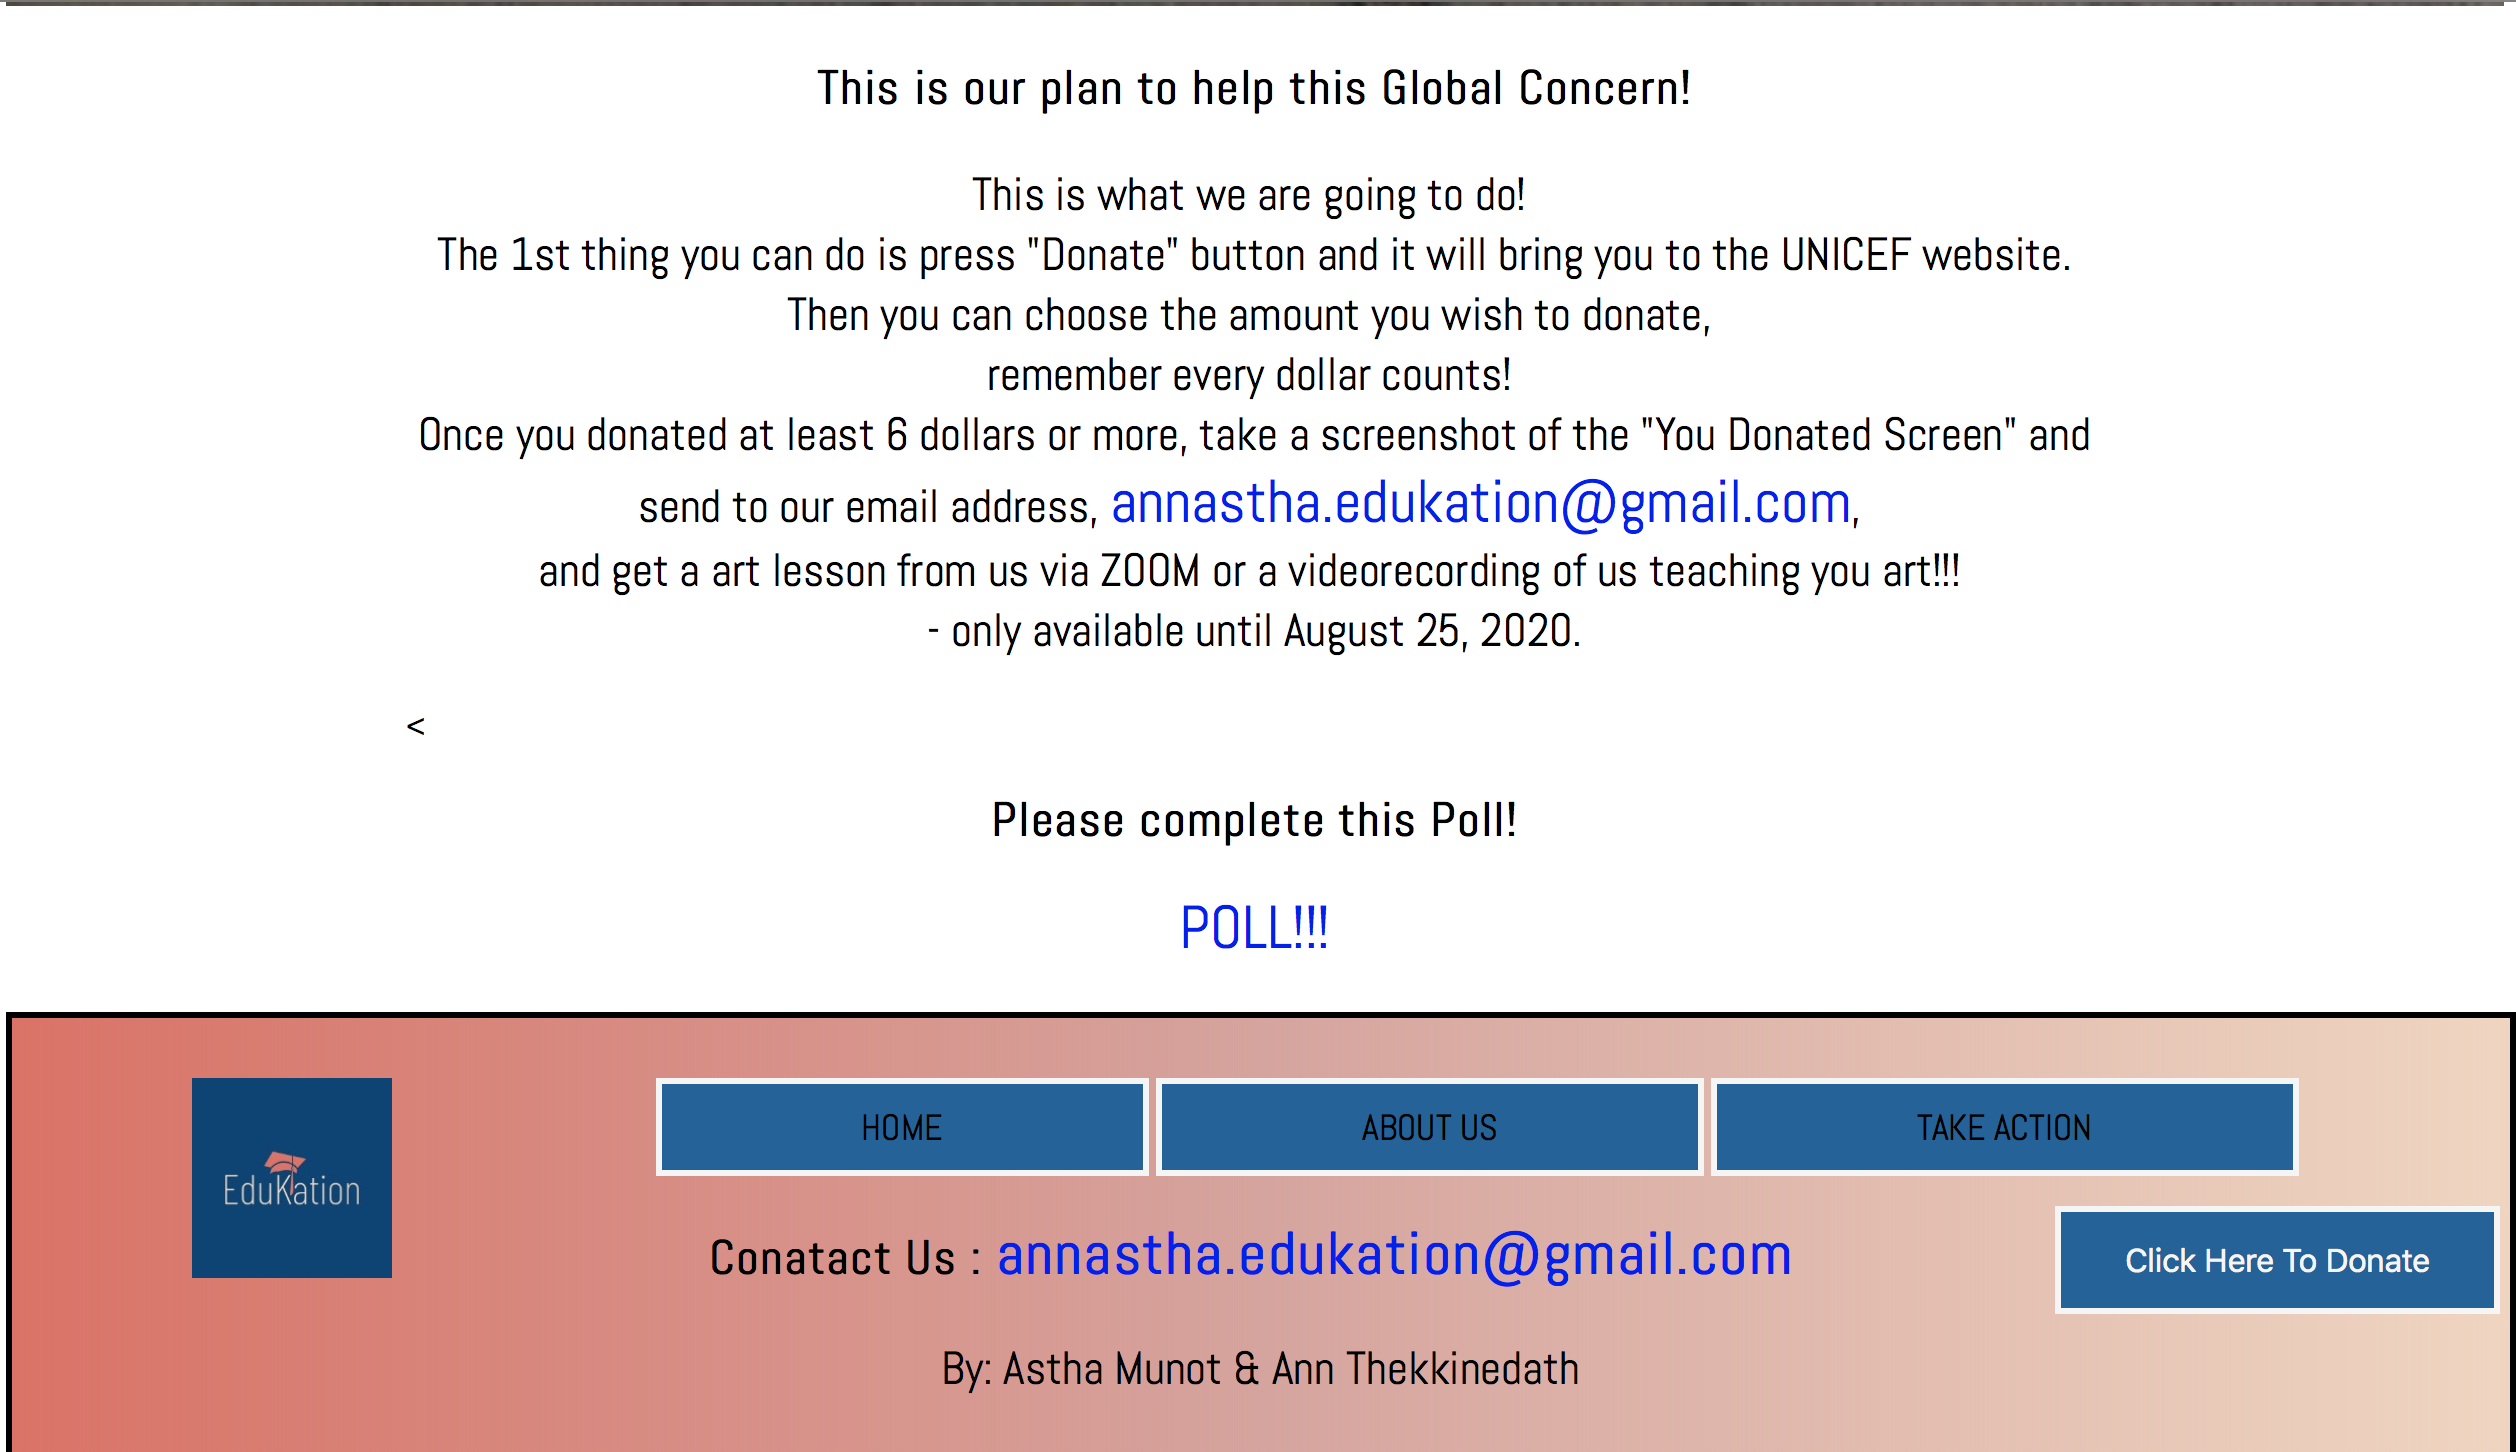 This is our plan to help this Global Concern!
This is what we are going to do!
The 1st thing you can do is press "Donate" button and it will bring you to the UNICEF website.
Then you can choose the amount you wish to donate,
remember every dollar counts!
Once you donated at least 6 dollars or more, take a screenshot of the "You Donated Screen" and
send to our email address, annastha.edukation@gmail.com,
and get a art lesson from us via ZOOM or a videorecording of us teaching you art!!!
- only available until August 25, 2020.
<
Please complete this Poll!
POLL!!!
EduKation
HOME
ABOUT US
TAKE ACTION
Conatact Us : annastha.edukation@gmail.com
Click Here To Donate
By: Astha Munot & Ann Thekkinedath